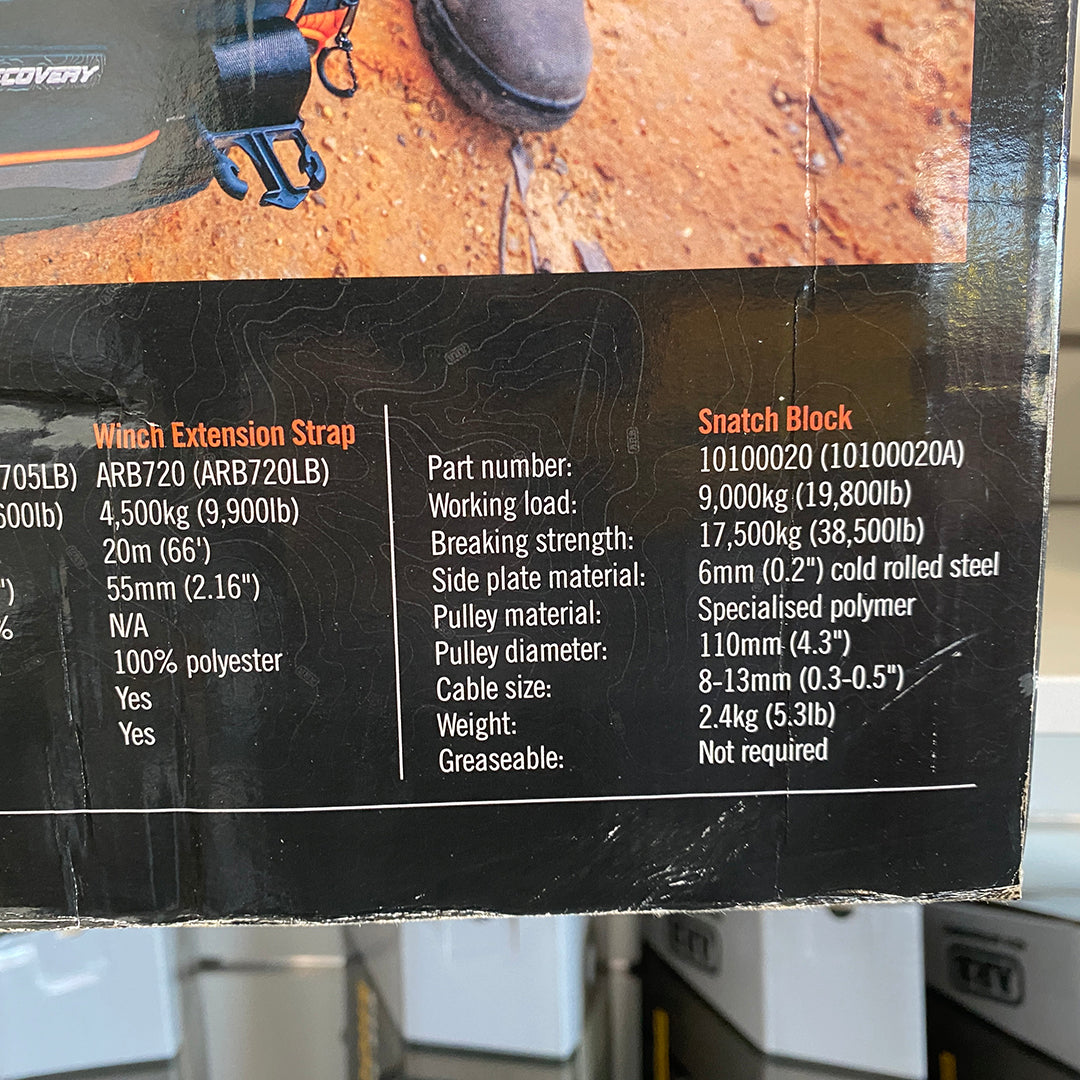 ECOVERY
Winch Extension Strap
705LB) ARB720 (ARB720LB)
600lb) 4,500kg (9,900lb)
20m (66')
") 55mm (2.16")
% N/A
100% polyester
Yes
Yes
Snatch Block
Part number: 10100020 (10100020A)
Working load: 9,000kg (19,800lb)
Breaking strength: 17,500kg (38,500lb)
Side plate material: 6mm (0.2") cold rolled steel
Pulley material: Specialised polymer
Pulley diameter: 110mm (4.3")
Cable size: 8-13mm (0.3-0.5")
Weight: 2.4kg (5.3lb)
Greaseable: Not required